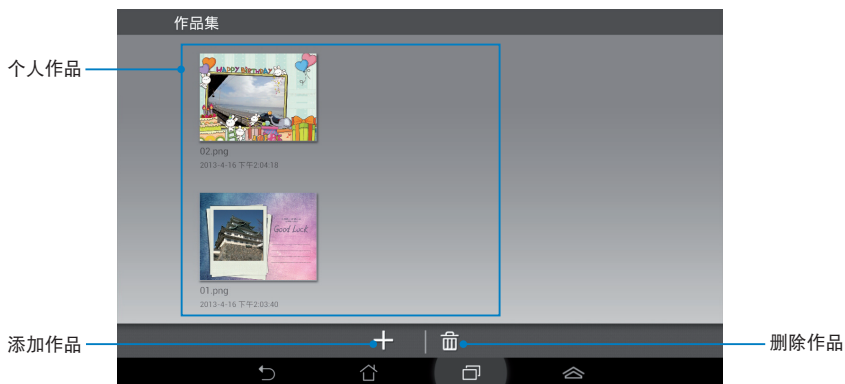 作品集
个人作品
HAPPY BIRTHDAY
02.png
2013-4-16 下午2:04:18
Good Luck
01.png
2013-4-16 下午2:03:40
添加作品
删除作品